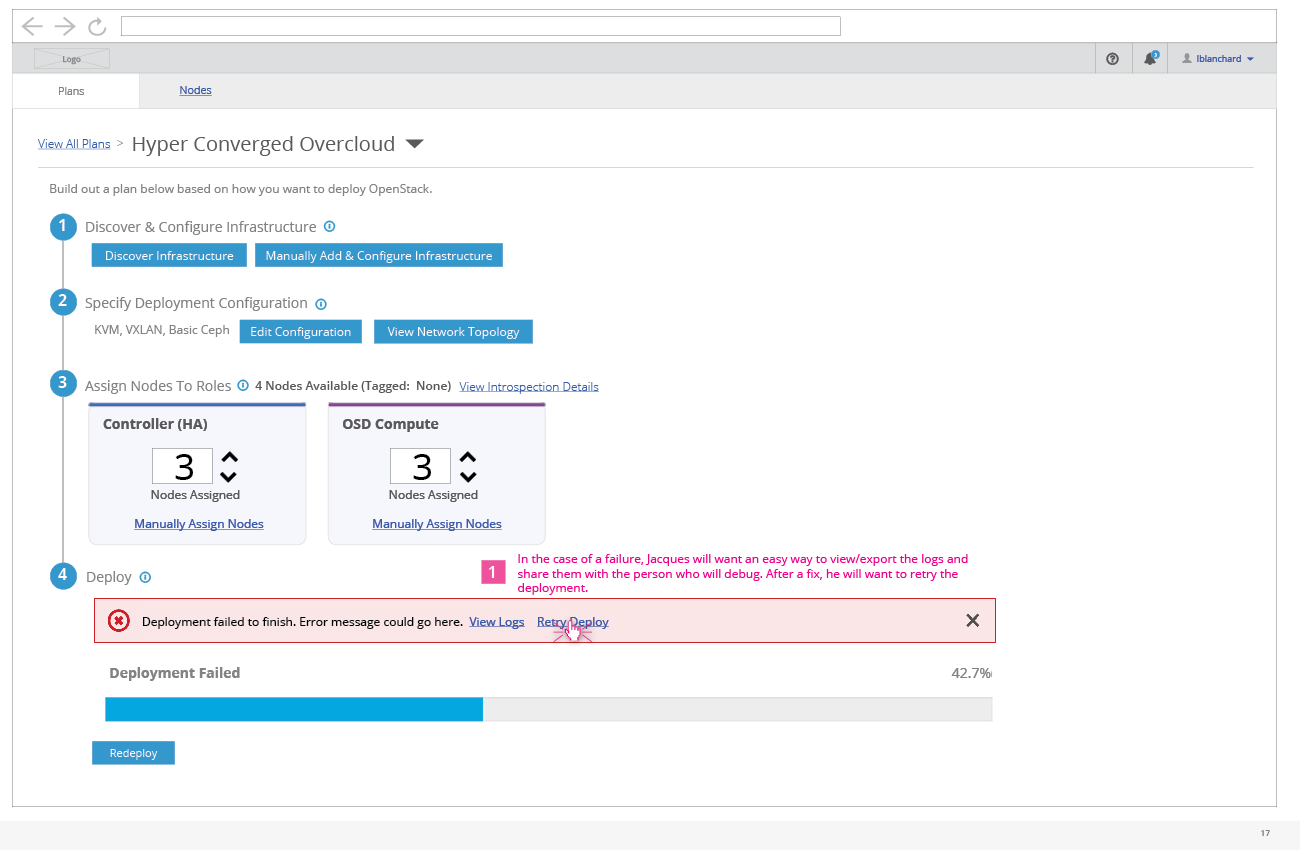 Logo
3
lblanchard
Plans
Nodes
View All Plans > Hyper Converged Overcloud
Build out a plan below based on how you want to deploy OpenStack.
1 Discover & Configure Infrastructure
Discover Infrastructure Manually Add & Configure Infrastructure
2 Specify Deployment Configuration
KVM, VXLAN, Basic Ceph Edit Configuration View Network Topology
3 Assign Nodes To Roles 4 Nodes Available (Tagged: None) View Introspection Details
Controller (HA)
3
Nodes Assigned
Manually Assign Nodes
OSD Compute
3
Nodes Assigned
Manually Assign Nodes
4 Deploy
1
In the case of a failure, Jacques will want an easy way to view/export the logs and
share them with the person who will debug. After a fix, he will want to retry the
deployment.
Deployment failed to finish. Error message could go here. View Logs Retry Deploy
Deployment Failed 42.7%
Redeploy
17